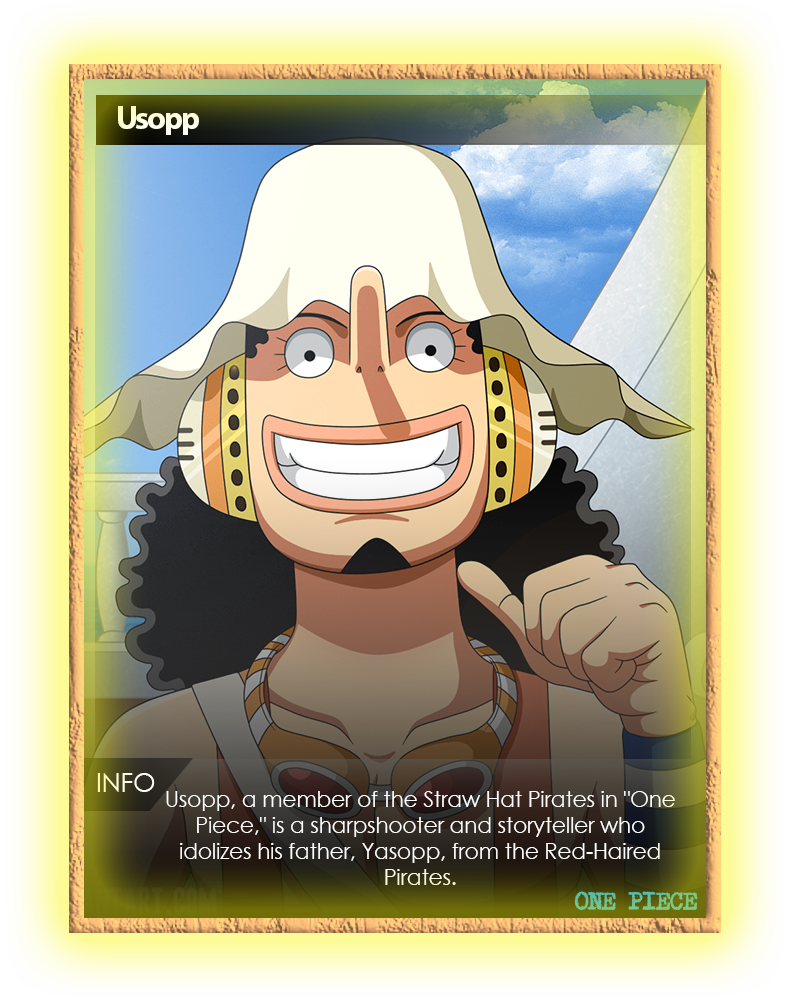 Usopp
INFO
Usopp, a member of the Straw Hat Pirates in "One
Piece," is a sharpshooter and storyteller who
idolizes his father, Yasopp, from the Red-Haired
Pirates.
ONE PIECE